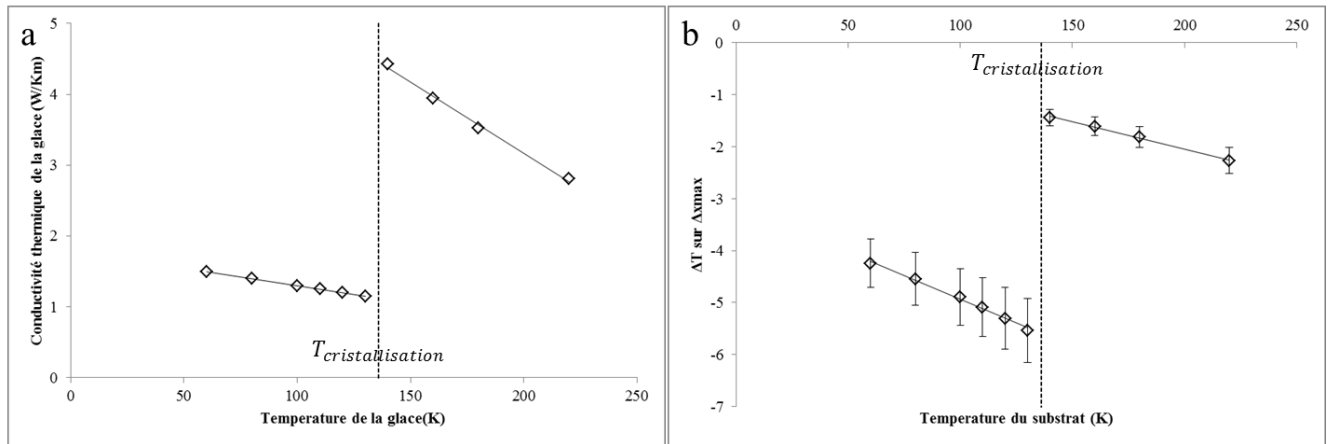 a
Conductivité thermique de la glace (W/Km)
5
4
3
2
1
0
T cristallisation
0 50 100 150 200 250
Temperature de la glace(K)
b
0 50 100 150 200 250
T cristallisation
ΔT sur Δxmax
0
-1
-2
-3
-4
-5
-6
-7
Temperature du substrat (K)